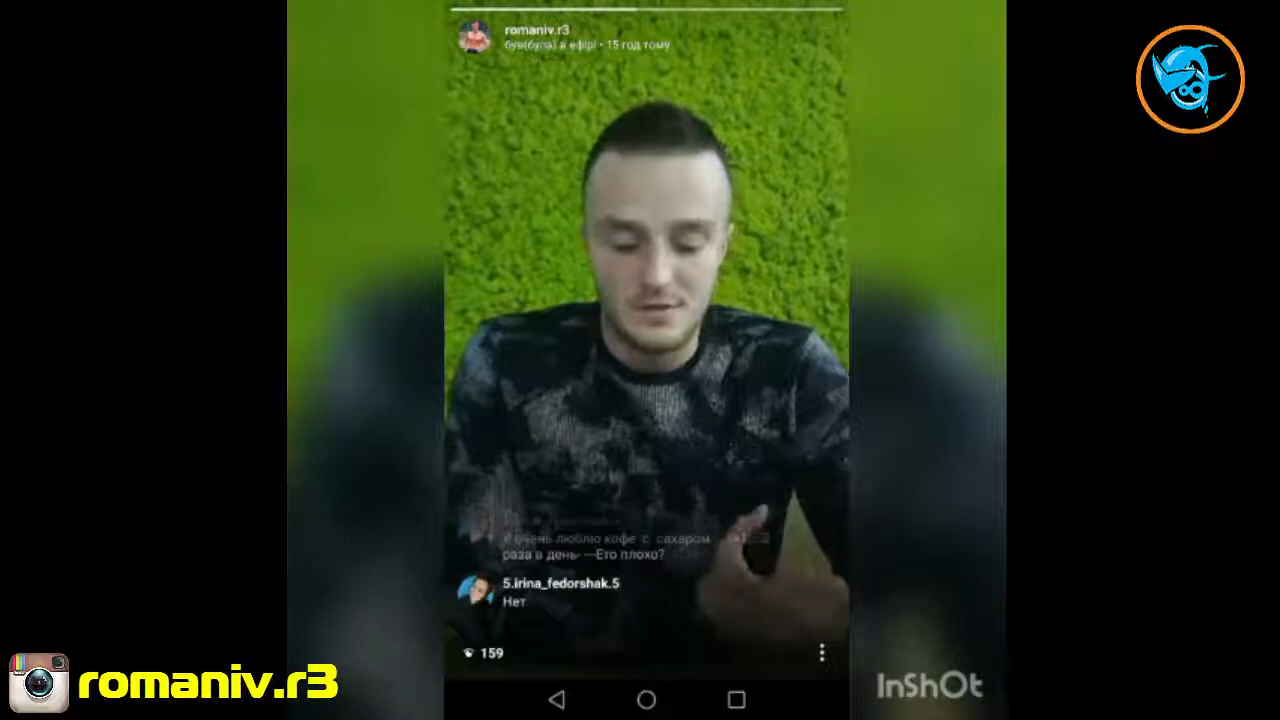 romaniv.r3
був(була) в ефірі • 15 год тому
я очень люблю кофе с сахаром
раза в день- —Ето плохо?
5.irina_fedorshak.5
Нет
159
romaniv.r3
InShOt